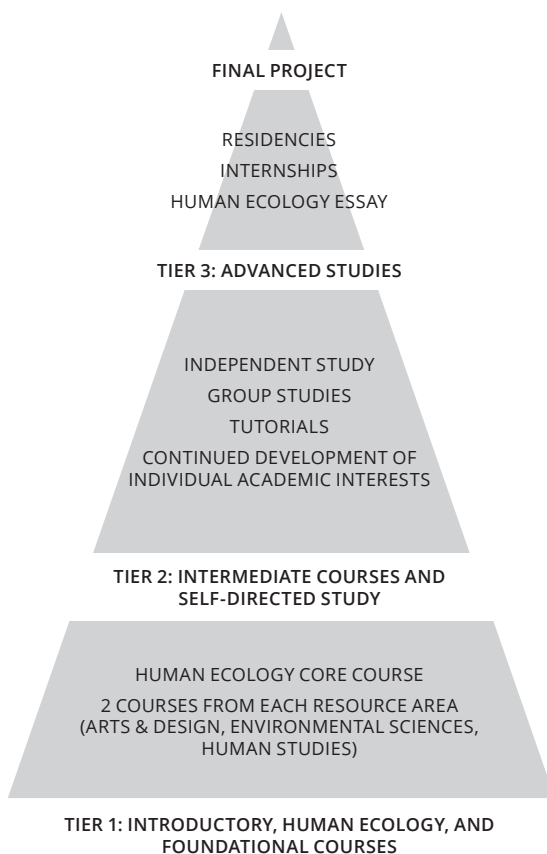 FINAL PROJECT
RESIDENCIES
INTERNSHIPS
HUMAN ECOLOGY ESSAY
TIER 3: ADVANCED STUDIES
INDEPENDENT STUDY
GROUP STUDIES
TUTORIALS
CONTINUED DEVELOPMENT OF
INDIVIDUAL ACADEMIC INTERESTS
TIER 2: INTERMEDIATE COURSES AND
SELF-DIRECTED STUDY
HUMAN ECOLOGY CORE COURSE
2 COURSES FROM EACH RESOURCE AREA
(ARTS & DESIGN, ENVIRONMENTAL SCIENCES,
HUMAN STUDIES)
TIER 1: INTRODUCTORY, HUMAN ECOLOGY, AND
FOUNDATIONAL COURSES